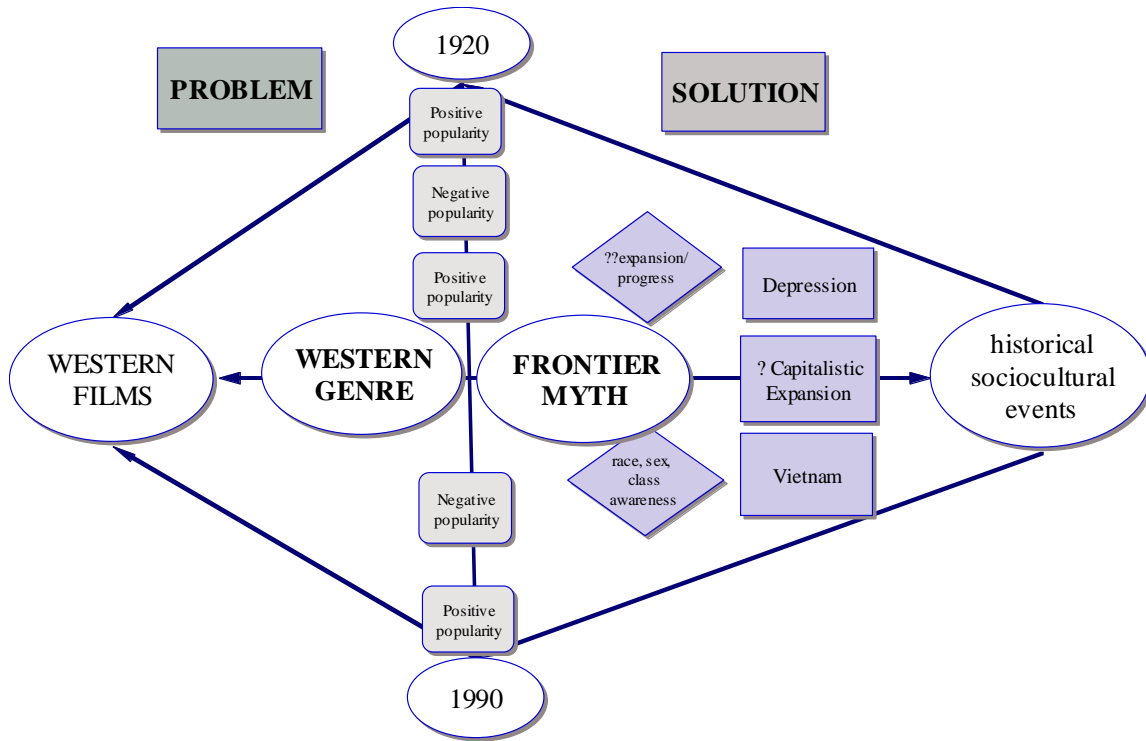 1920
PROBLEM
SOLUTION
Positive
popularity
Negative
popularity
Positive
popularity
??expansion/
progress
Depression
WESTERN
FILMS
WESTERN
GENRE
FRONTIER
MYTH
? Capitalistic
Expansion
historical
sociocultural
events
race, sex,
class
awareness
Vietnam
Negative
popularity
Positive
popularity
1990